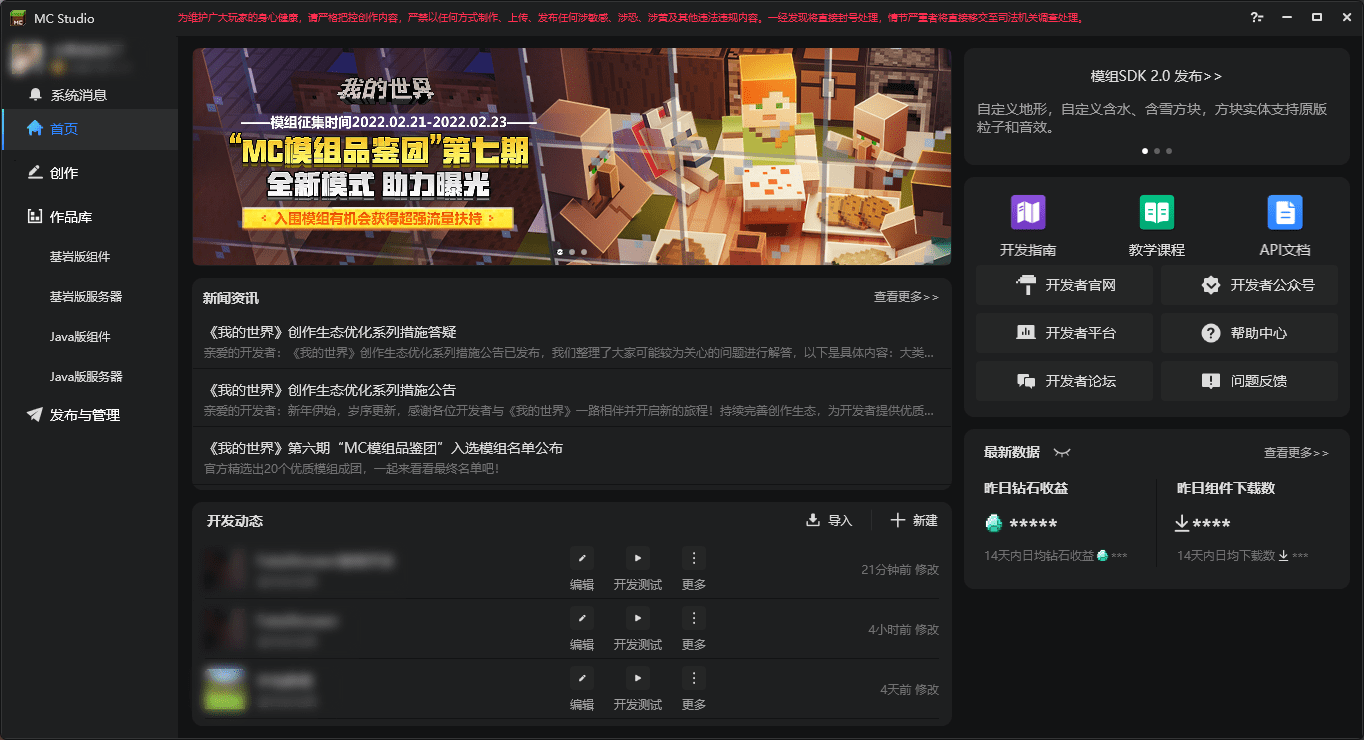 MC Studio
为维护广大玩家的身心健康，请严格把控创作内容，严禁以任何方式制作、上传、发布任何涉敏感、涉恐、涉黄及其他违法违规内容。一经发现将直接封号处理，情节严重者将直接移交至司法机关调查处理。
系统消息
首页
创作
作品库
基岩版组件
基岩版服务器
Java版组件
Java版服务器
发布与管理
我的世界
模组征集时间2022.02.21-2022.02.23
“MC模组品鉴团”第七期
全新模式 助力曝光
入围模组有机会获得超强流量扶持
新闻资讯
查看更多>>
《我的世界》创作生态优化系列措施答疑
亲爱的开发者：《我的世界》创作生态优化系列措施公告已发布，我们整理了大家可能较为关心的问题进行解答，以下是具体内容：大类...
《我的世界》创作生态优化系列措施公告
亲爱的开发者：新年伊始，岁序更新，感谢各位开发者与《我的世界》一路相伴并开启新的旅程！持续完善创作生态，为开发者提供优质...
《我的世界》第六期“MC模组品鉴团”入选模组名单公布
官方精选出20个优质模组成团，一起来看看最终名单吧！
开发动态
导入
新建
编辑
开发测试
更多
21分钟前 修改
编辑
开发测试
更多
4小时前 修改
编辑
开发测试
更多
4天前 修改
模组SDK 2.0 发布>>
自定义地形，自定义含水、含雪方块，方块实体支持原版
粒子和音效。
开发指南
教学课程
API文档
开发者官网
开发者公众号
开发者平台
帮助中心
开发者论坛
问题反馈
最新数据
查看更多>>
昨日钻石收益
*****
14天内日均钻石收益 ***
昨日组件下载数
****
14天内日均下载数 ***